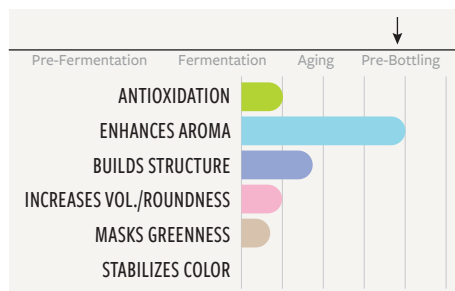 Pre-Fermentation Fermentation Aging Pre-Bottling
ANTIOXIDATION
ENHANCES AROMA
BUILDS STRUCTURE
INCREASES VOL./ROUNDNESS
MASKS GREENNESS
STABILIZES COLOR